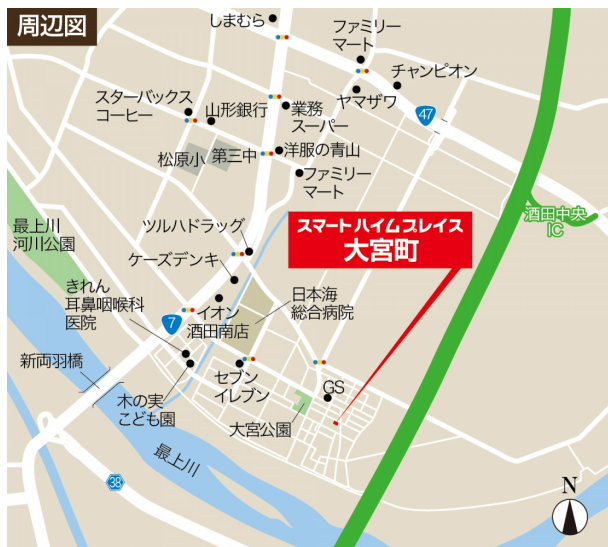 周辺図
しまむら
ファミリー
マート
チャンピオン
スターバックス
コーヒー
山形銀行
業務
スーパー
ヤマザワ
47
松原小
第三中
洋服の青山
ファミリー
マート
最上川
河川公園
ツルハドラッグ
スマートハイムプレイス
大宮町
酒田中央
IC
ケーズデンキ
きれん
耳鼻咽喉科
医院
イオン
酒田南店
日本海
総合病院
7
新両羽橋
木の実
こども園
セブン
イレブン
GS
大宮公園
最上川
38
N